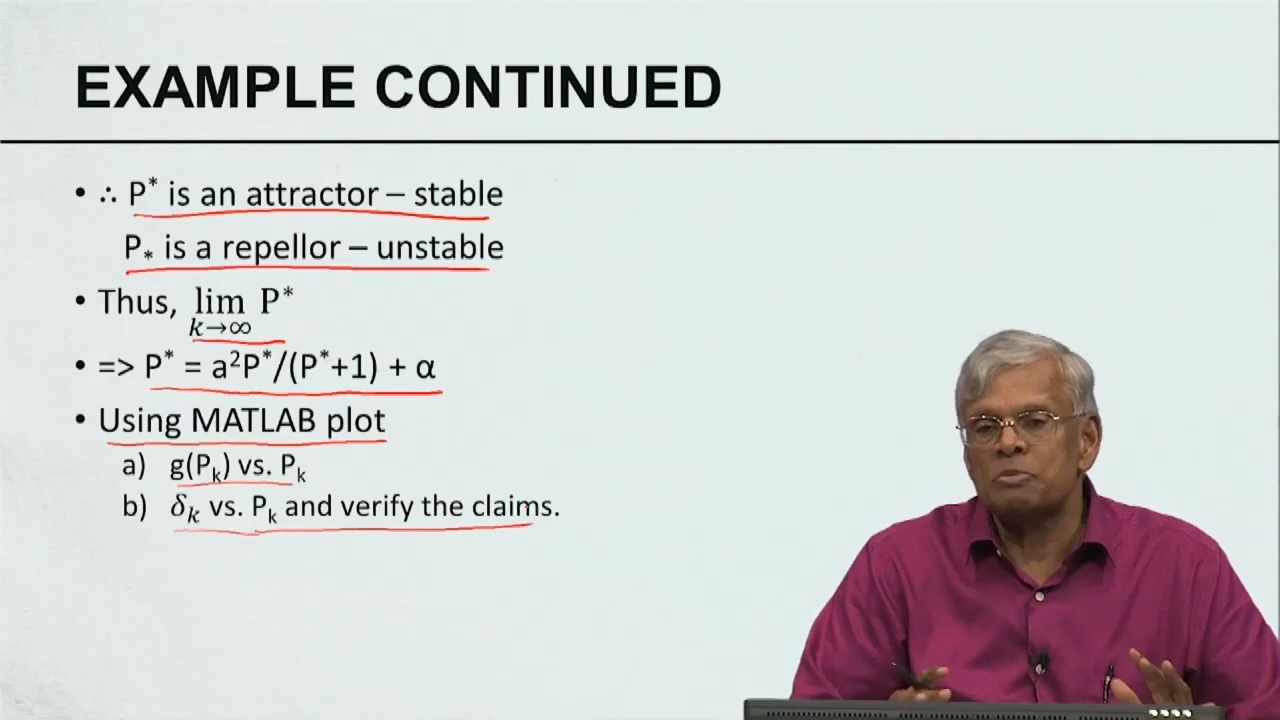 EXAMPLE CONTINUED
• ∴ P* is an attractor – stable
P* is a repellor – unstable
• Thus, lim P*
k→∞
• => P* = a²P*/(P*+1) + α
• Using MATLAB plot
a) g(Pk) vs. Pk
b) δk vs. Pk and verify the claims.